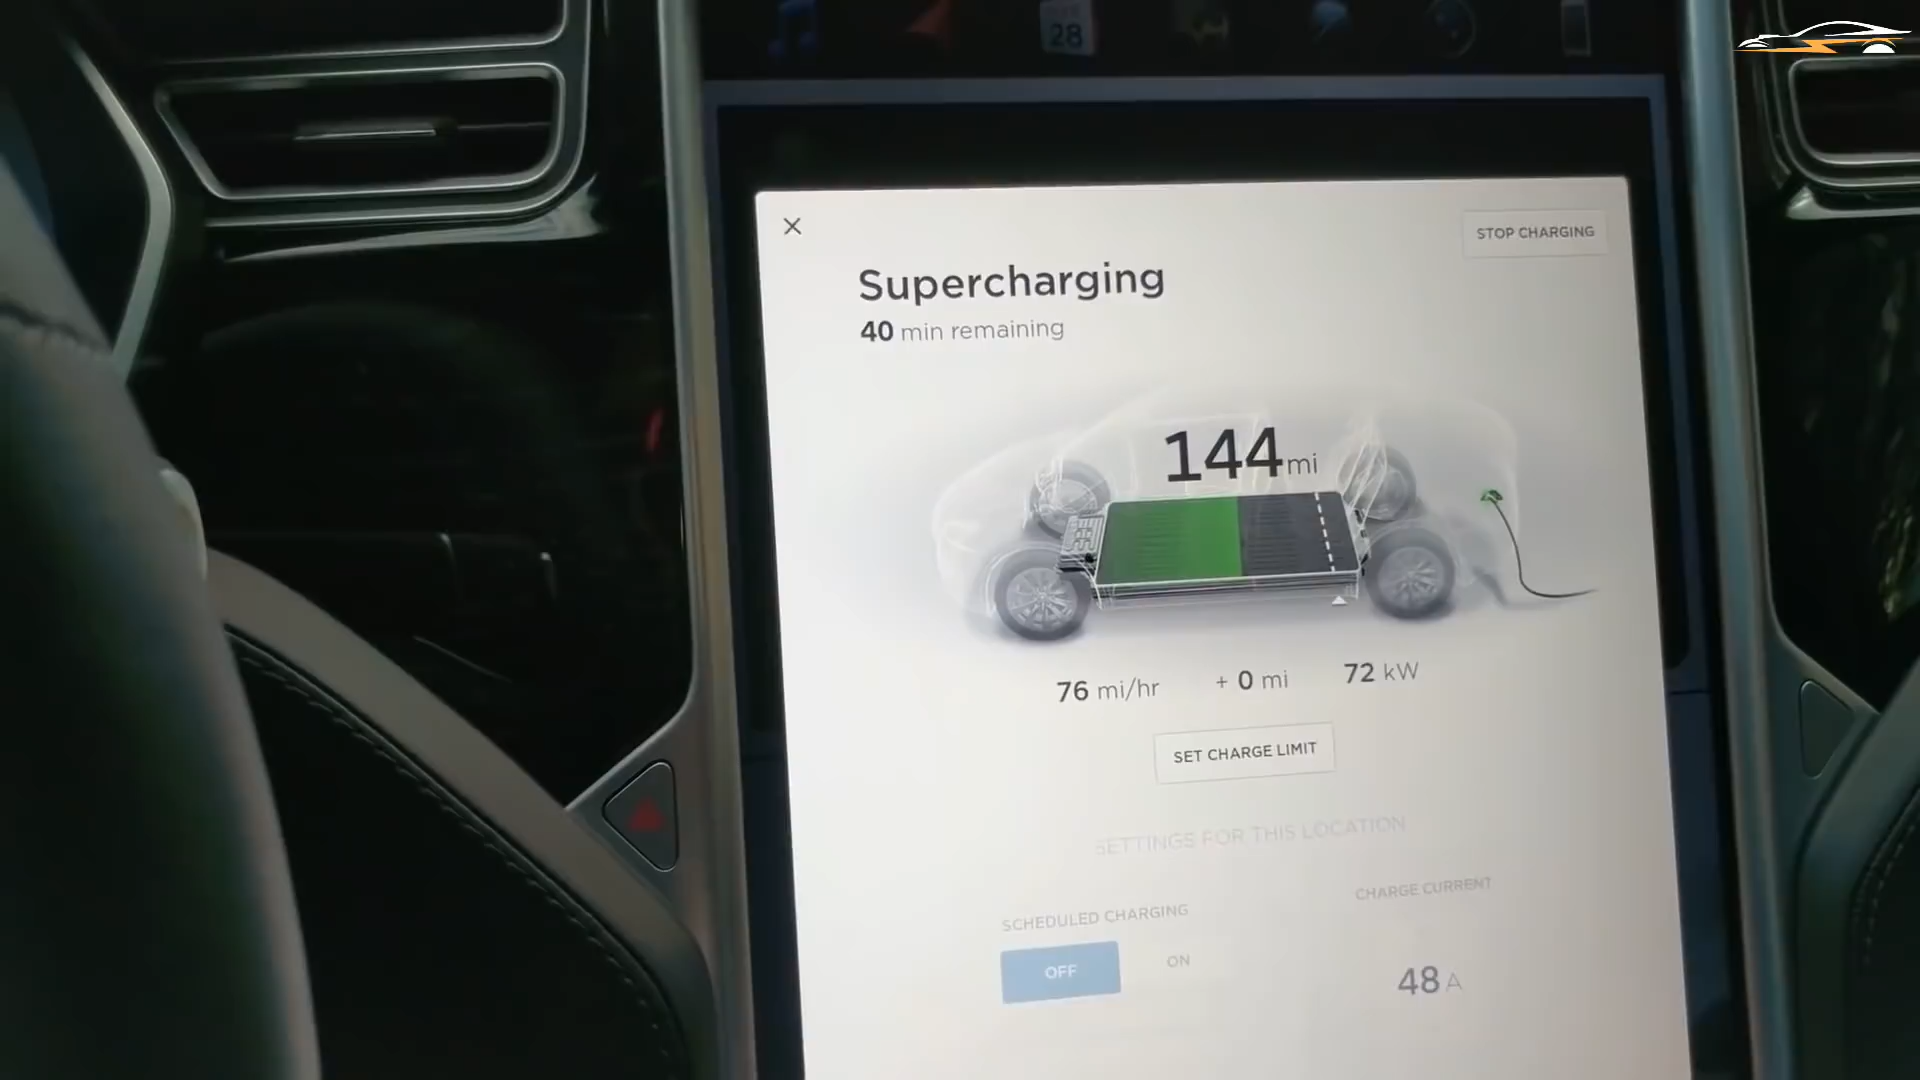 28
STOP CHARGING
Supercharging
40 min remaining
144 mi
76 mi/hr + 0 mi 72 kW
SET CHARGE LIMIT
SETTINGS FOR THIS LOCATION
SCHEDULED CHARGING
CHARGE CURRENT
OFF ON
48 A